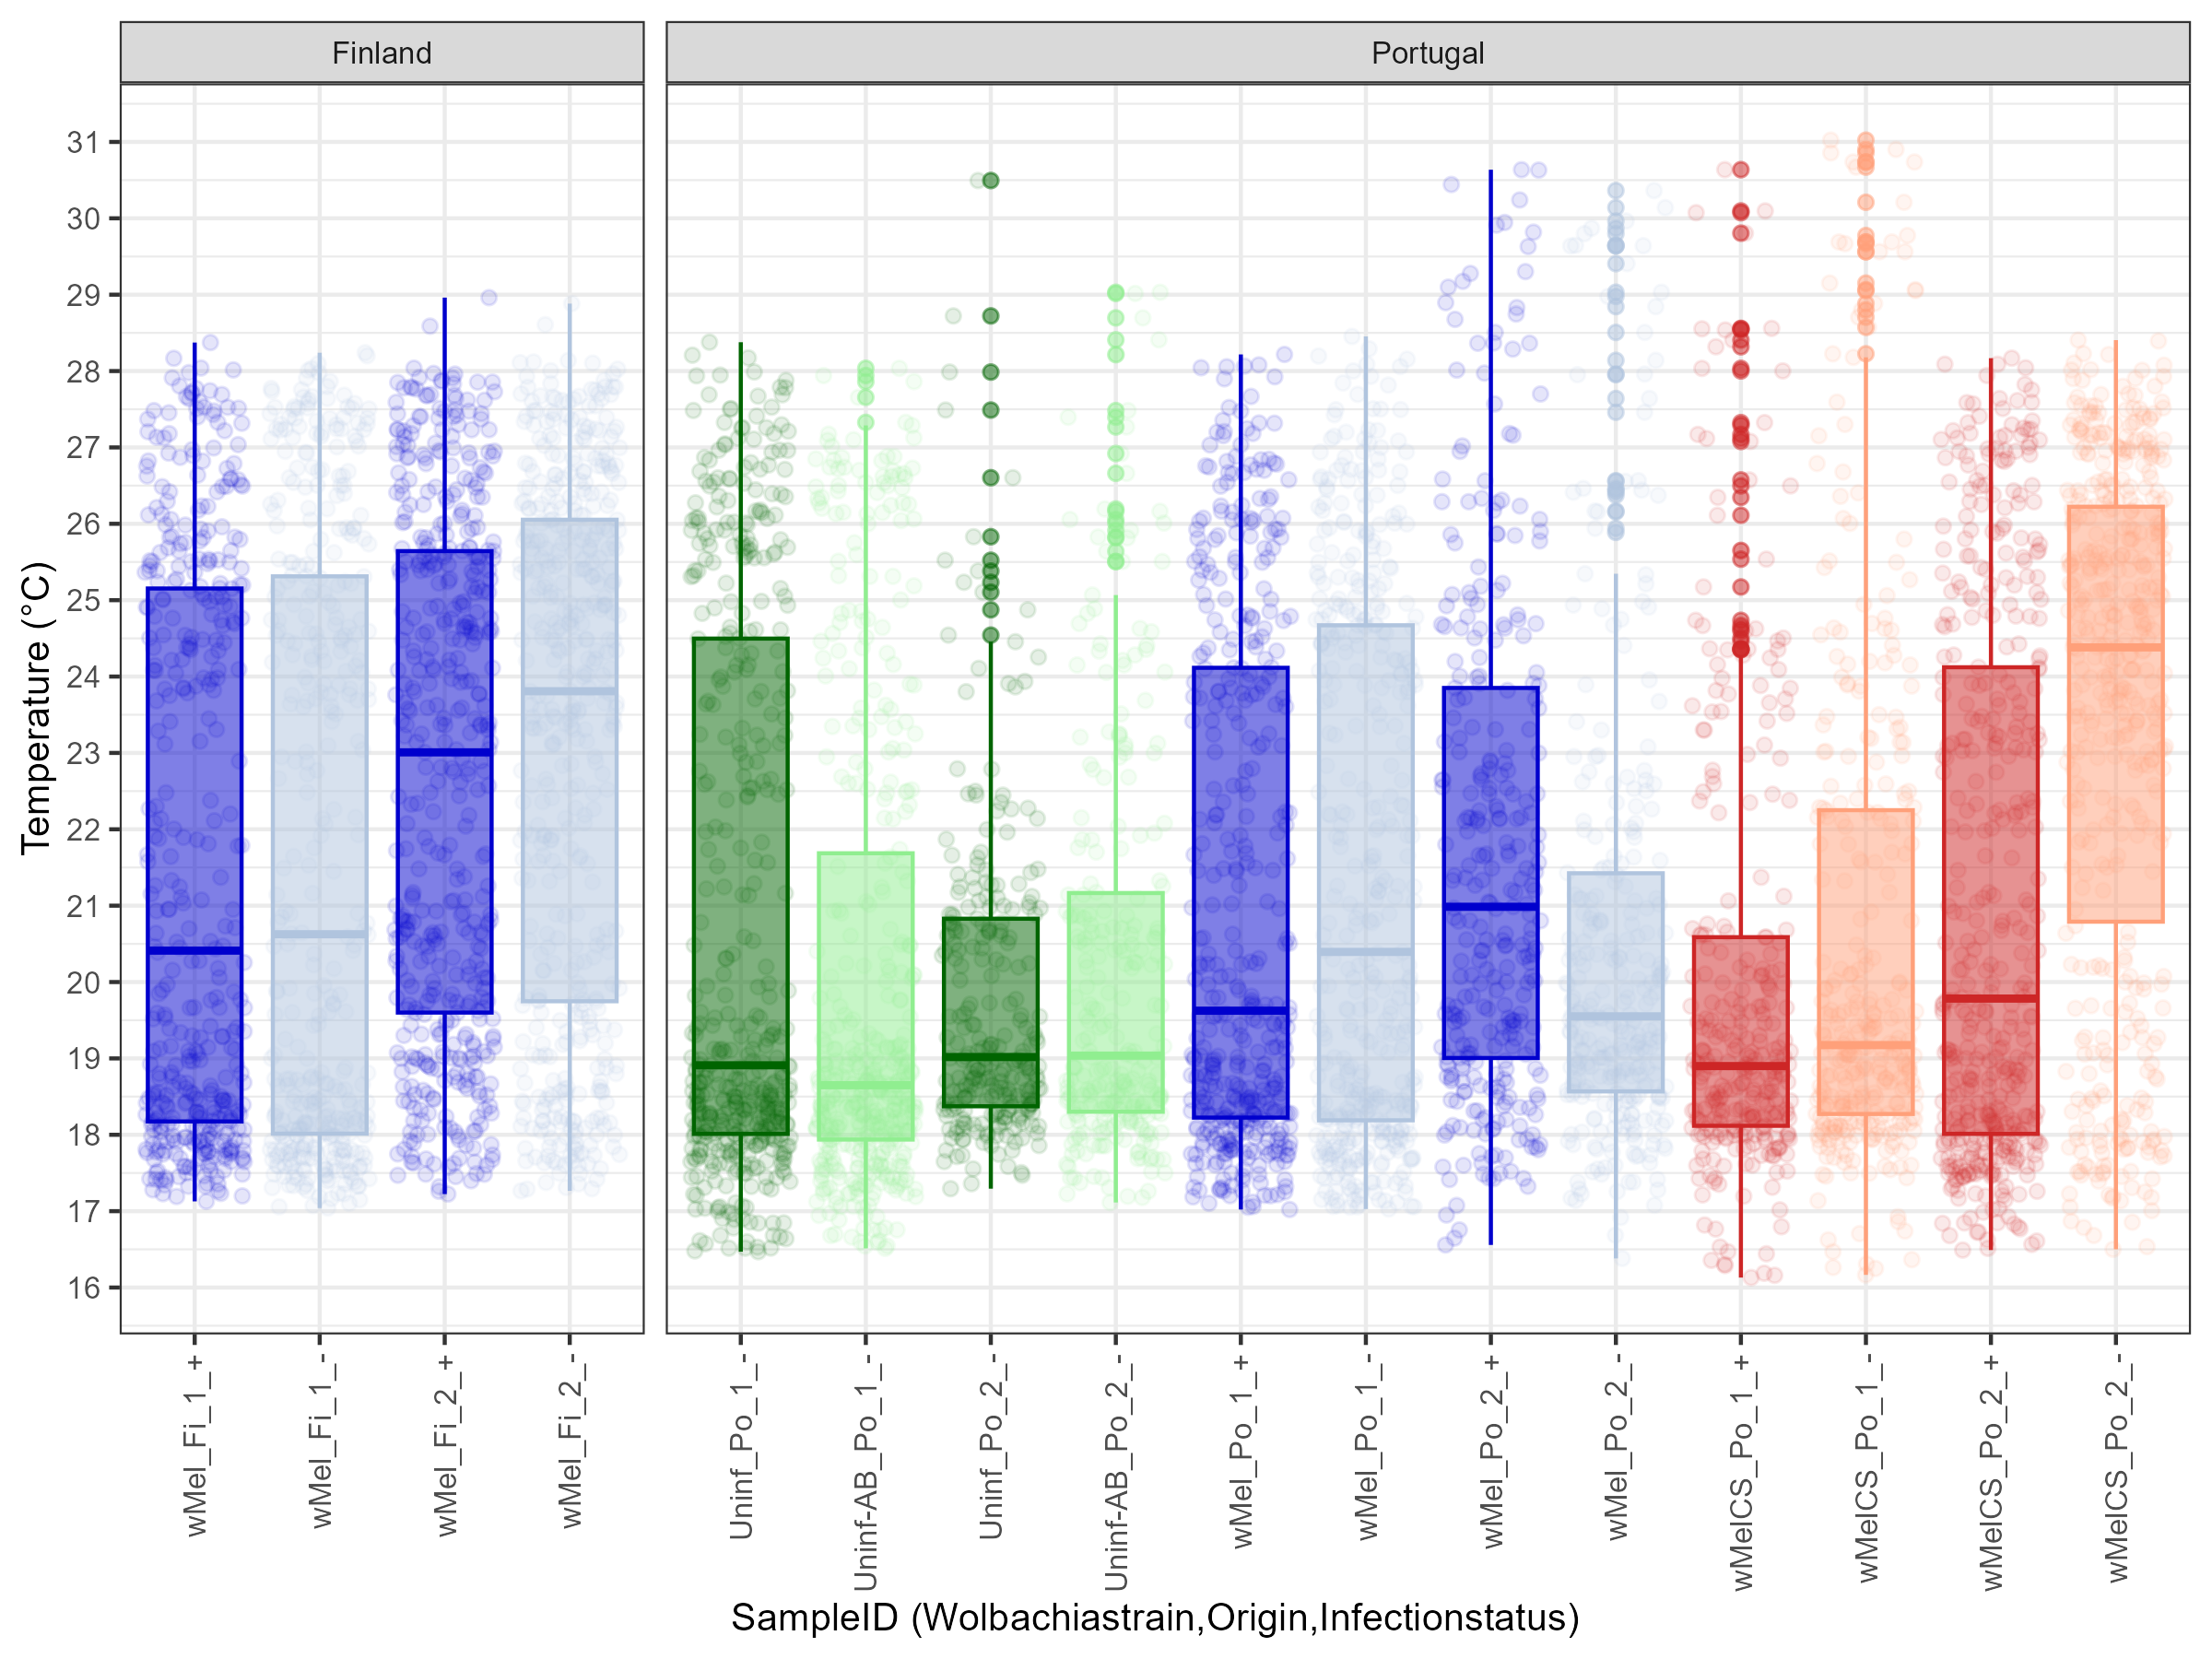 Finland
Portugal
31
30
29
28
27
26
25
24
23
22
21
20
19
18
17
16
Temperature (°C)
wMel_Fi_1_+
wMel_Fi_1_-
wMel_Fi_2_+
wMel_Fi_2_-
Uninf_Po_1_-
Uninf-AB_Po_1_-
Uninf_Po_2_-
Uninf-AB_Po_2_-
wMel_Po_1_+
wMel_Po_1_-
wMel_Po_2_+
wMel_Po_2_-
wMelCS_Po_1_+
wMelCS_Po_1_-
wMelCS_Po_2_+
wMelCS_Po_2_-
SampleID (Wolbachiastrain,Origin,Infectionstatus)